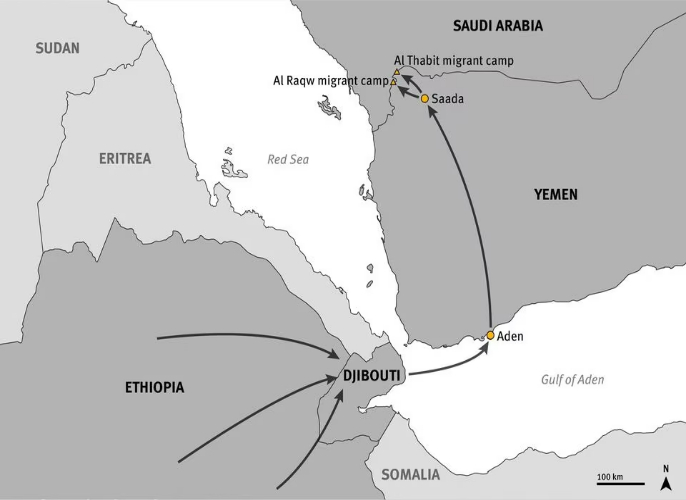 SAUDI ARABIA
SUDAN
Al Thabit migrant camp
Al Raqw migrant camp
Saada
ERITREA
Red Sea
YEMEN
Aden
DJIBOUTI
ETHIOPIA
Gulf of Aden
SOMALIA
100 km
N